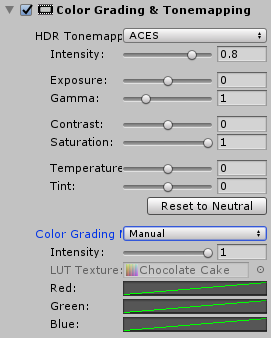 Color Grading & Tonemapping
HDR Tonemapp ACES
Intensity: 0.8
Exposure: 0
Gamma: 1
Contrast: 0
Saturation: 1
Temperature 0
Tint: 0
Reset to Neutral
Color Grading M Manual
Intensity: 1
LUT Texture: Chocolate Cake
Red:
Green:
Blue: